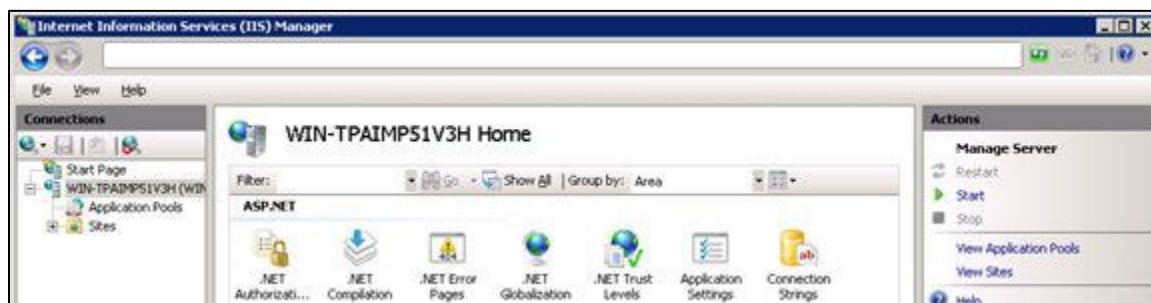 Internet Information Services (IIS) Manager
File View Help
Connections
Start Page
WIN-TPAIMP51V3H (WIN
Application Pools
Sites
WIN-TPAIMP51V3H Home
Filter: Go Show All Group by: Area
ASP.NET
.NET Authorizati...
.NET Compilation
.NET Error Pages
.NET Globalization
.NET Trust Levels
Application Settings
Connection Strings
ab
Actions
Manage Server
Restart
Start
Stop
View Application Pools
View Sites
Help